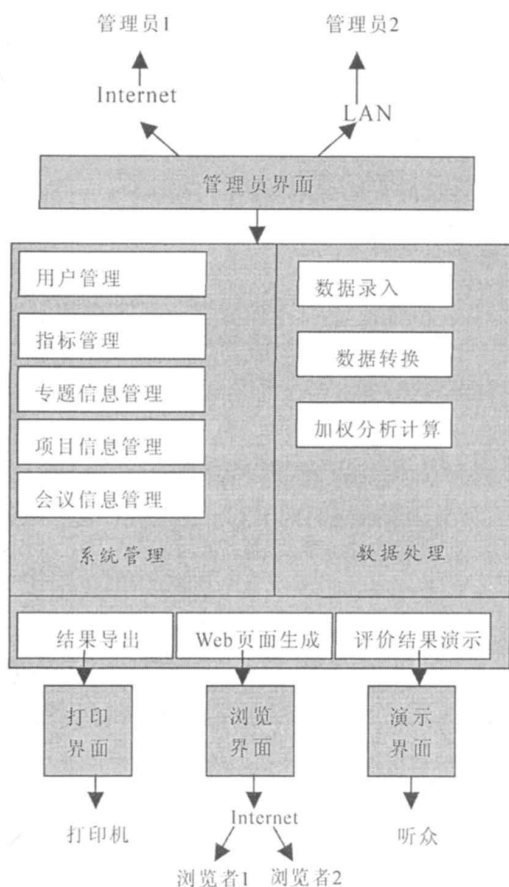 管理员1
管理员2
Internet
LAN
管理员界面
用户管理
指标管理
专题信息管理
项目信息管理
会议信息管理
系统管理
数据录入
数据转换
加权分析计算
数据处理
结果导出
Web页面生成
评价结果演示
打印
界面
浏览
界面
演示
界面
打印机
Internet
听众
浏览者1
浏览者2